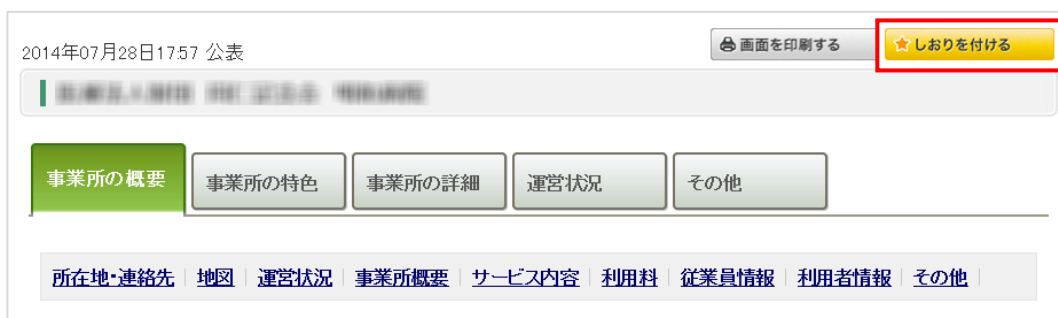 2014年07月28日17:57 公表
画面を印刷する
しおりを付ける
事業所の概要 事業所の特色 事業所の詳細 運営状況 その他
所在地・連絡先 地図 運営状況 事業所概要 サービス内容 利用料 従業員情報 利用者情報 その他